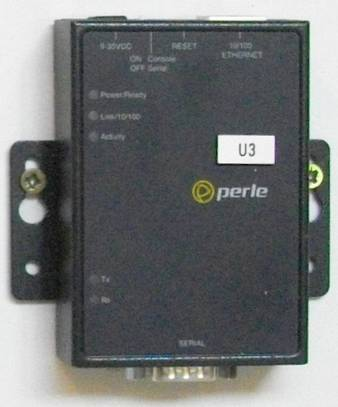 9-30VDC
RESET
10/100
ETHERNET
ON Console
OFF Serial
Power/Ready
Link/10/100
Activity
U3
perle
Tx
Rx
SERIAL